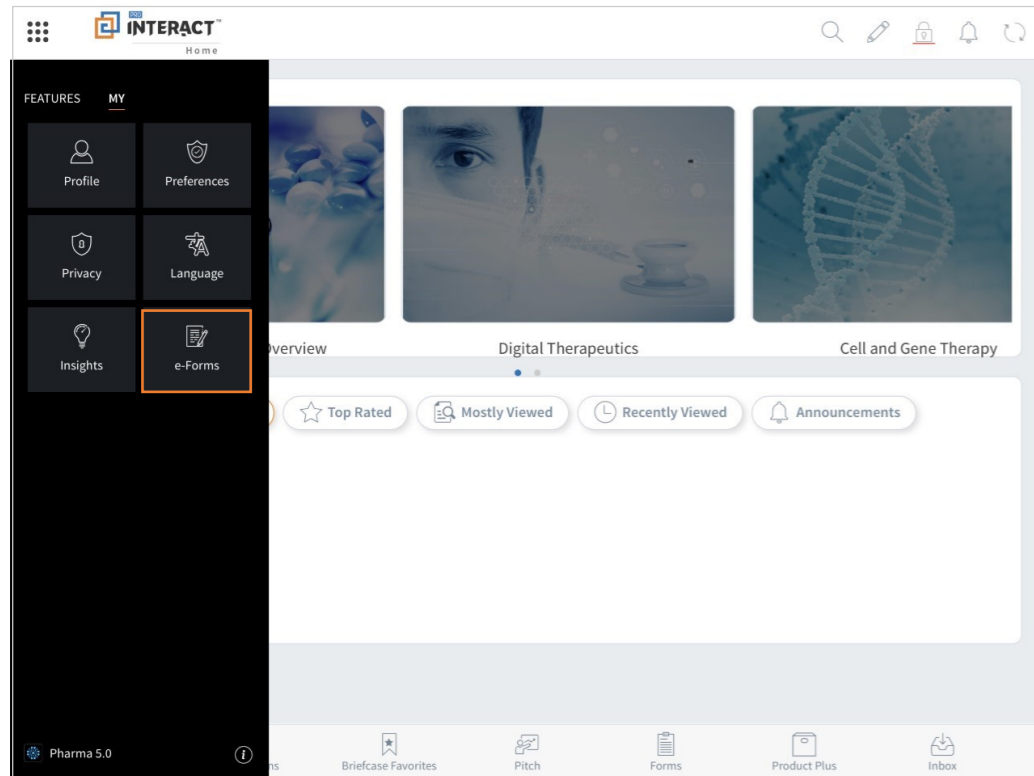 PRO
INTERACT™
Home
FEATURES MY
Profile Preferences
Privacy Language
Insights e-Forms
Overview Digital Therapeutics Cell and Gene Therapy
Top Rated Mostly Viewed Recently Viewed Announcements
Pharma 5.0
ns Briefcase Favorites Pitch Forms Product Plus Inbox